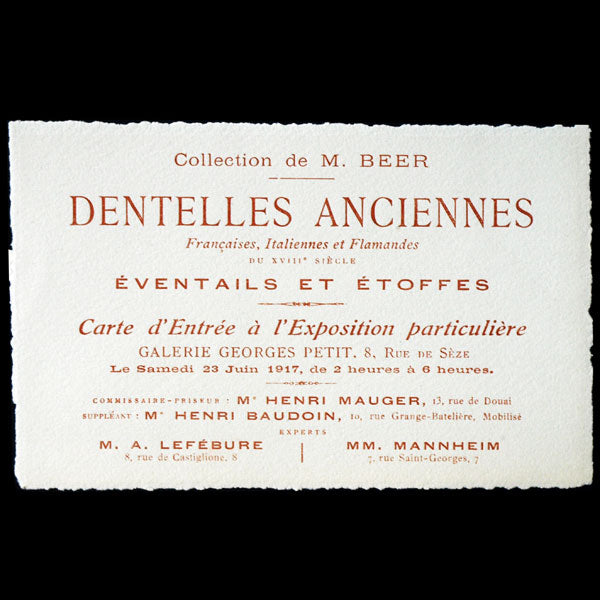 Collection de M. BEER
DENTELLES ANCIENNES
Françaises, Italiennes et Flamandes
DU XVIIIᵉ SIÈCLE
ÉVENTAILS ET ÉTOFFES
Carte d'Entrée à l'Exposition particulière
GALERIE GEORGES PETIT, 8, RUE DE SÈZE
Le Samedi 23 Juin 1917, de 2 heures à 6 heures.
COMMISSAIRE-PRISEUR : Mᵉ HENRI MAUGER, 13, rue de Douai
SUPPLÉANT : Mᵉ HENRI BAUDOIN, 10, rue Grange-Batelière, Mobilisé
EXPERTS
M. A. LEFÉBURE
8, rue de Castiglione, 8
MM. MANNHEIM
7, rue Saint-Georges, 7